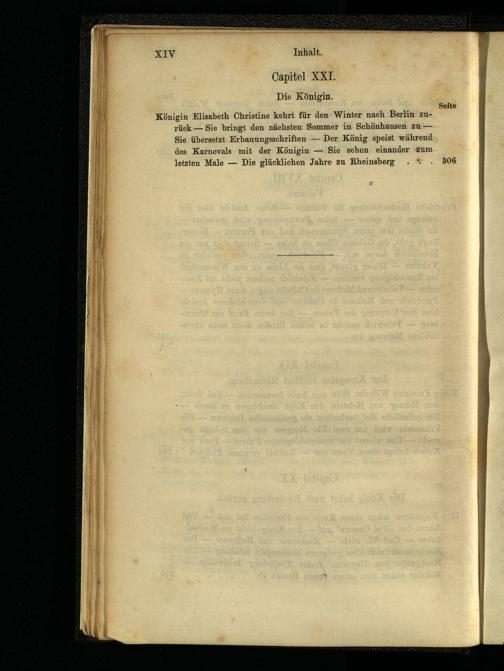 XIV
Inhalt.
Capitel XXI.
Die Königin.
Seite
Königin Elisabeth Christine kehrt für den Winter nach Berlin zu-
rück — Sie bringt den nächsten Sommer in Schönhausen zu —
Sie übersetzt Erbauungsschriften — Der König speist während
des Karnevals mit der Königin — Sie sehen einander zum
letzten Male — Die glücklichen Jahre zu Rheinsberg . . . 306